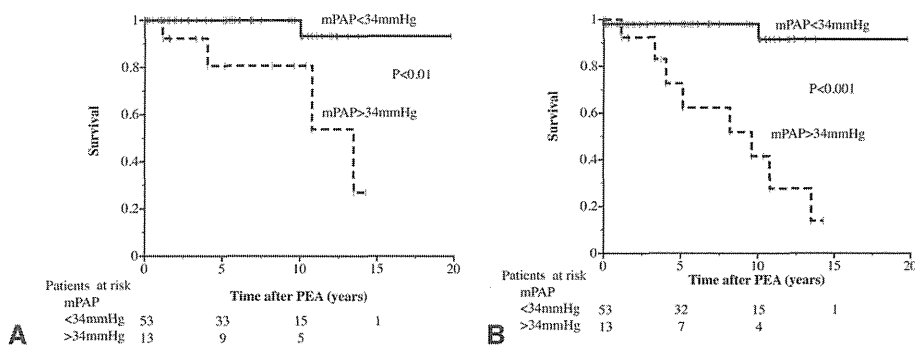 mPAP<34mmHg
1
0.8
0.6
0.4
0.2
0
Survival
P<0.01
mPAP>34mmHg
0 5 10 15 20
Time after PEA (years)
Patients at risk
mPAP
<34mmHg 53 33 15 1
>34mmHg 13 9 5
A
mPAP<34mmHg
1
0.8
0.6
0.4
0.2
0
Survival
P<0.001
mPAP>34mmHg
0 5 10 15 20
Time after PEA (years)
Patients at risk
mPAP
<34mmHg 53 32 15 1
>34mmHg 13 7 4
B